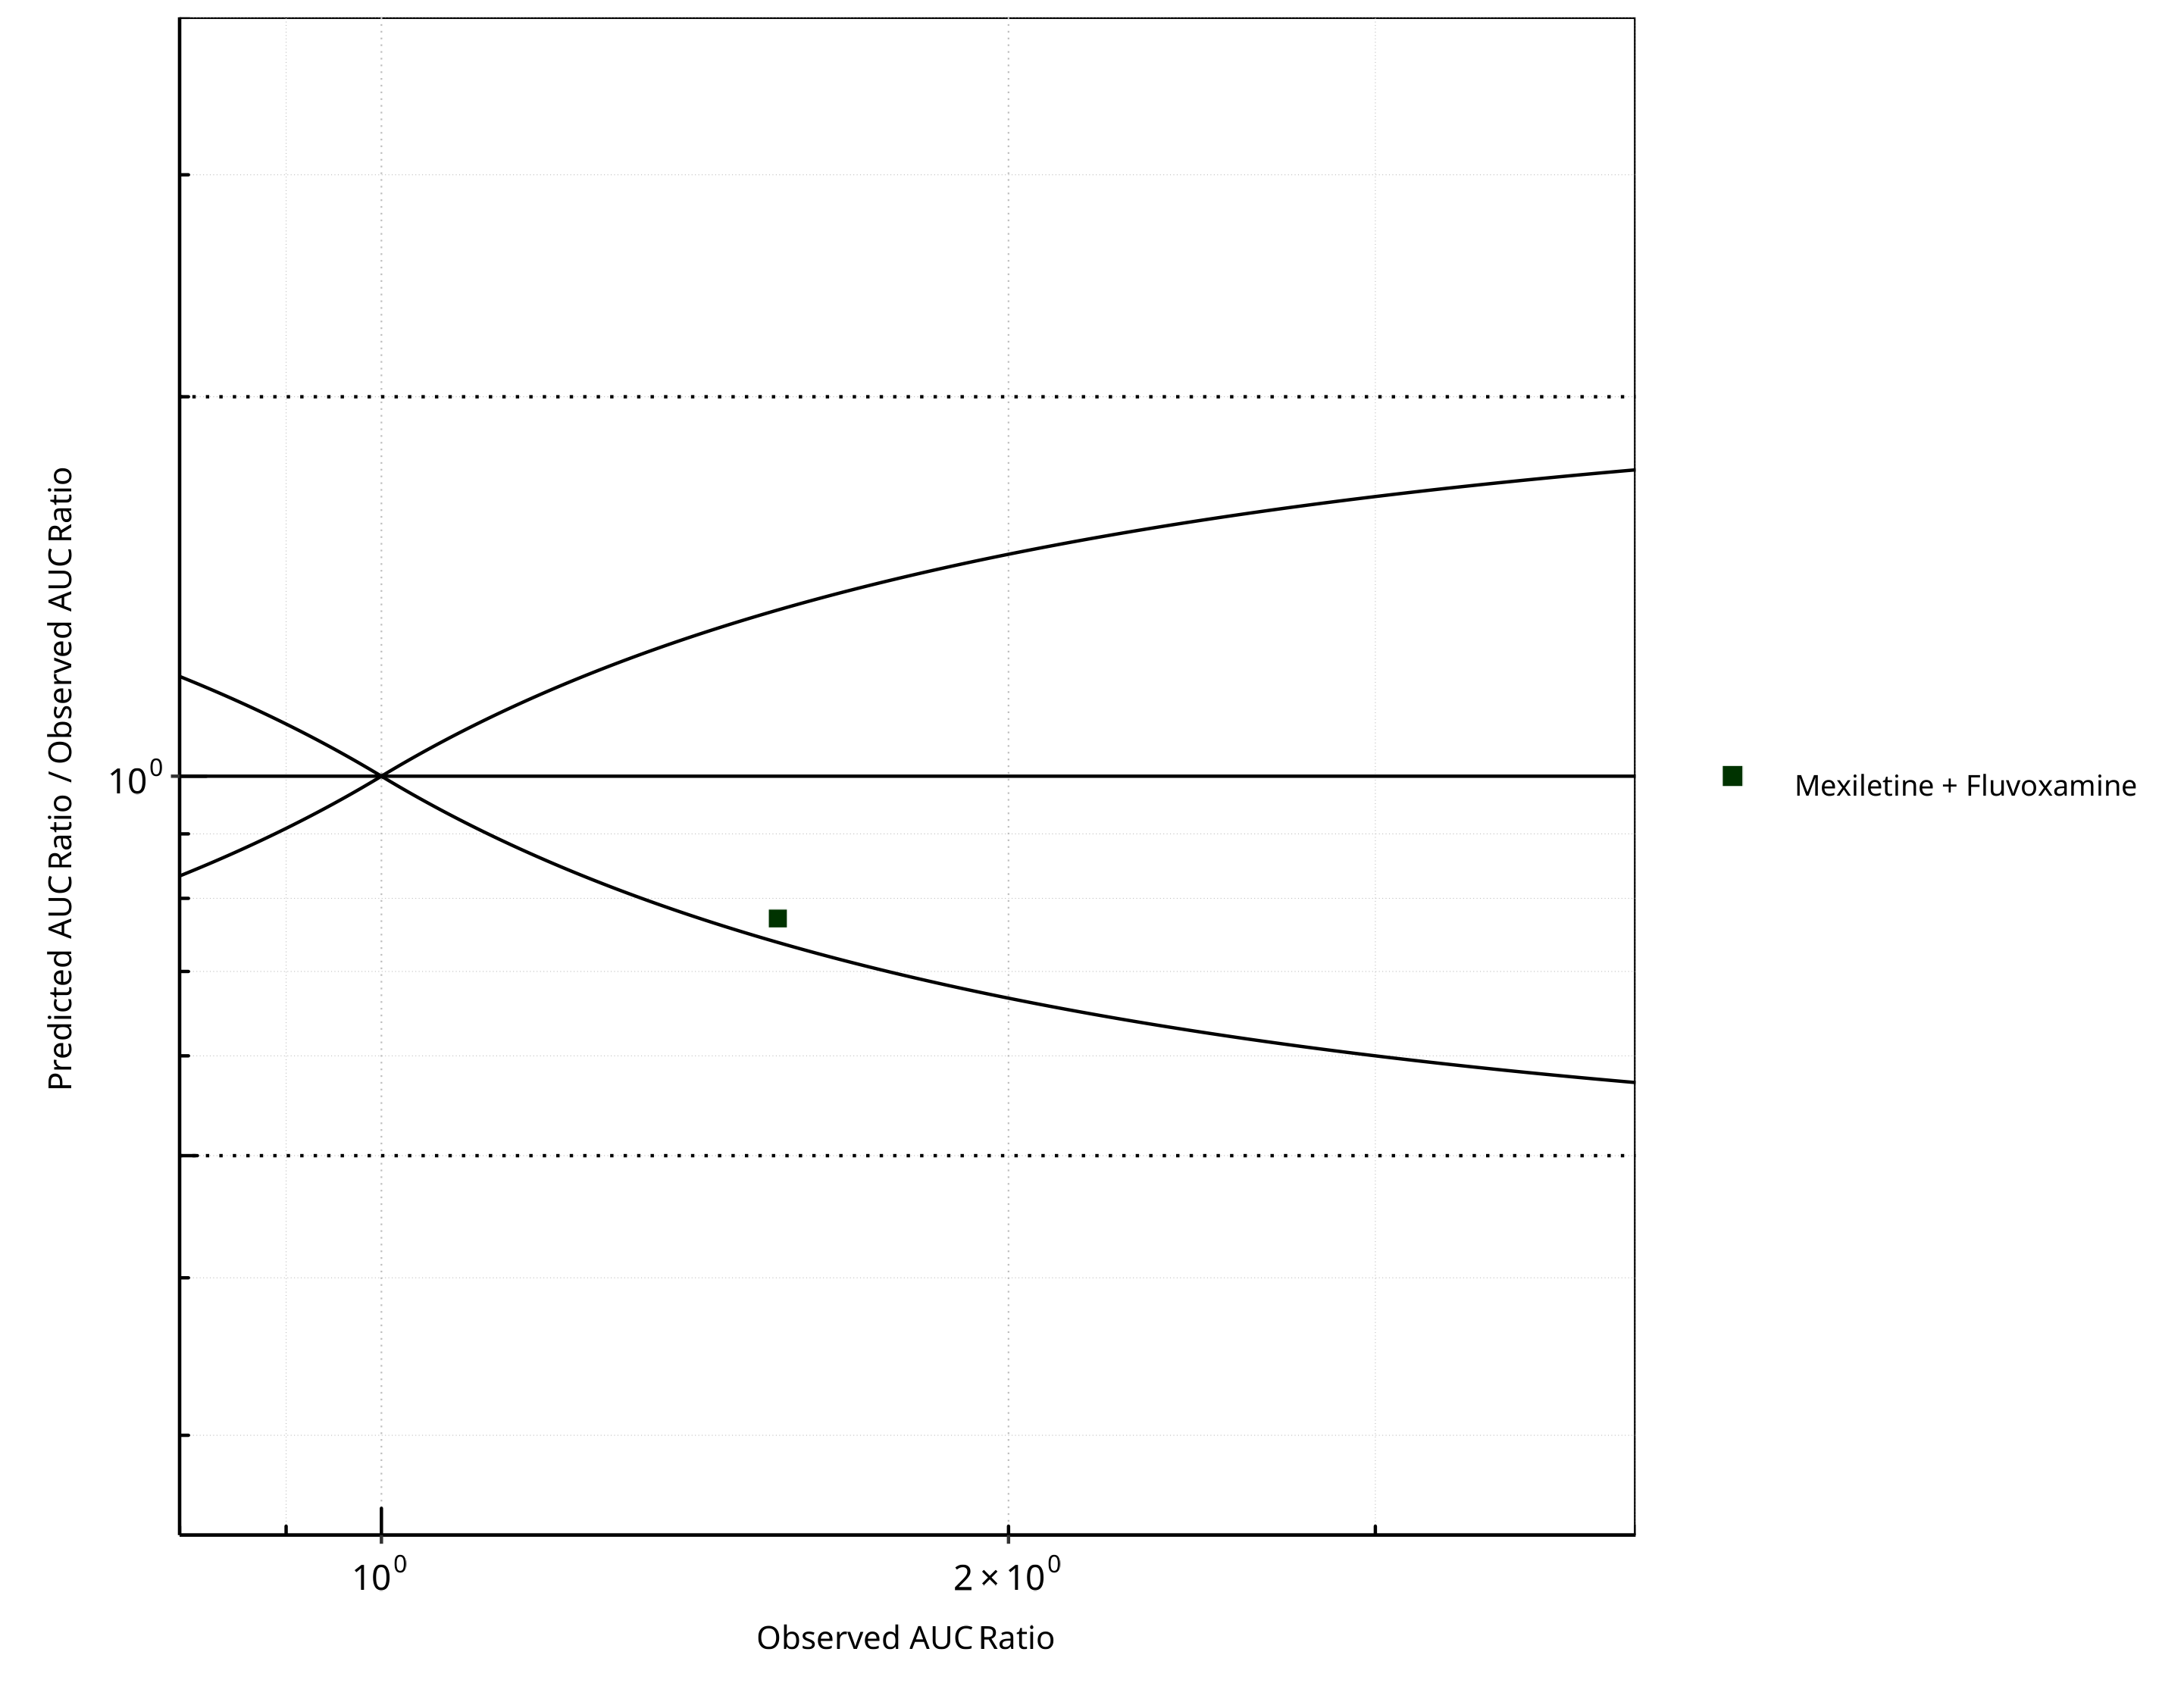 Predicted AUC Ratio / Observed AUC Ratio
10⁰
Mexiletine + Fluvoxamine
10⁰
2 × 10⁰
Observed AUC Ratio